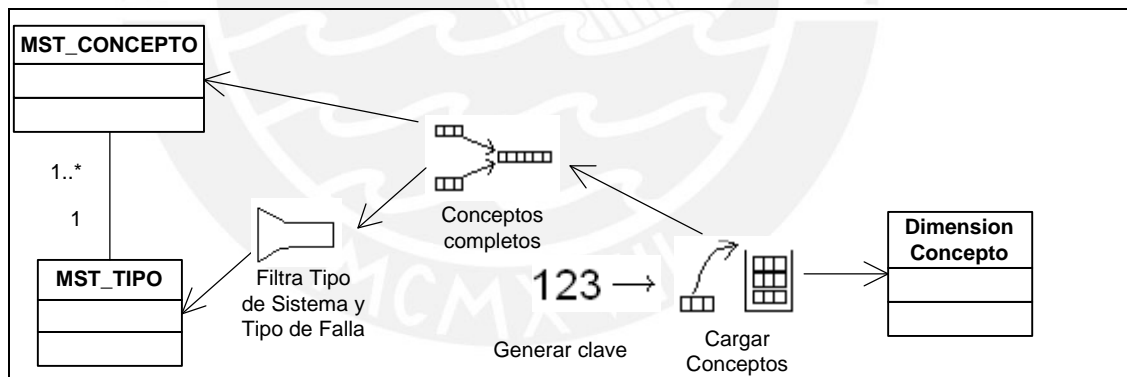 MST_CONCEPTO
1..*
1
MST_TIPO
Filtra Tipo
de Sistema y
Tipo de Falla
Conceptos
completos
123
Generar clave
Cargar
Conceptos
Dimension
Concepto
MCMXVII